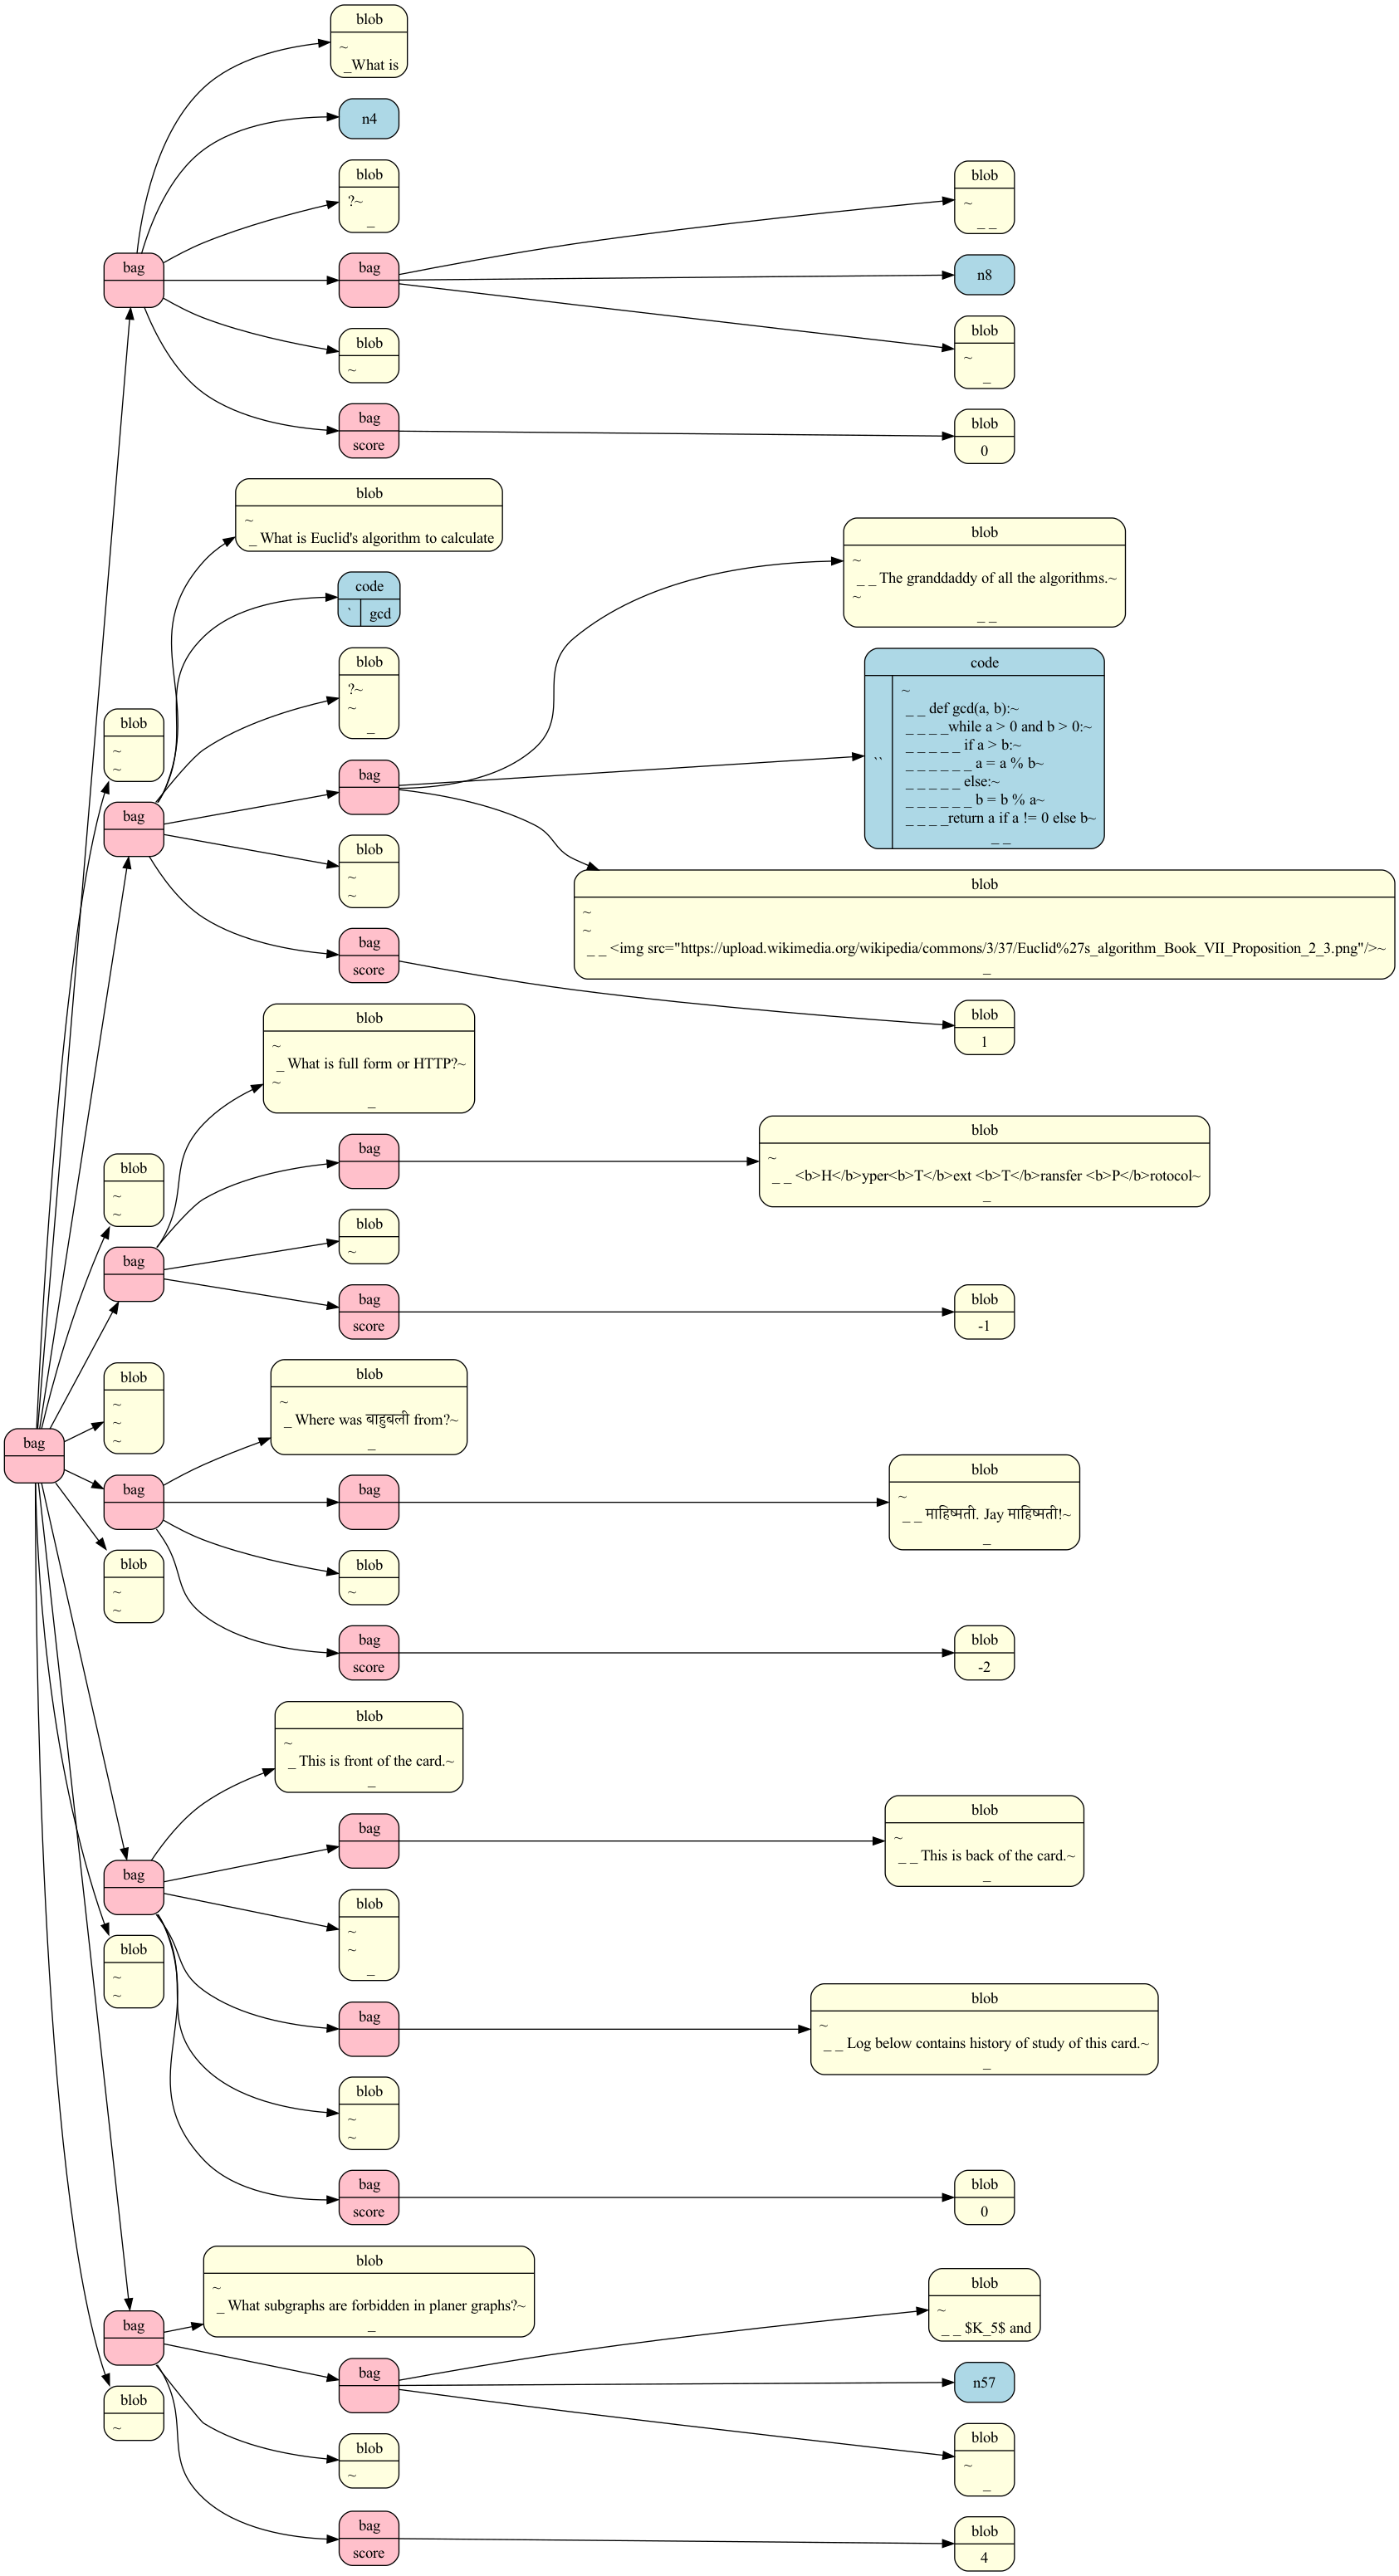 blob
~
_What is
n4
blob
?~
_
bag
bag
blob
~
_ _
n8
blob
~
_
blob
~
bag
score
blob
0
blob
~
_ What is Euclid's algorithm to calculate
code
` gcd
blob
?~
~
_
blob
~
~
bag
bag
blob
~
_ _ The granddaddy of all the algorithms.~
~
_ _
code
``
~
_ _ def gcd(a, b):~
_ _ _ _while a > 0 and b > 0:~
_ _ _ _ _ if a > b:~
_ _ _ _ _ _ a = a % b~
_ _ _ _ _ else:~
_ _ _ _ _ _ b = b % a~
_ _ _ _return a if a != 0 else b~
_ _
blob
~
~
_ _ <img src="https://upload.wikimedia.org/wikipedia/commons/3/37/Euclid%27s_algorithm_Book_VII_Proposition_2_3.png"/>~
_
blob
~
~
bag
score
blob
1
blob
~
_ What is full form or HTTP?~
~
_
blob
~
~
bag
bag
blob
~
_ _ <b>H</b>yper<b>T</b>ext <b>T</b>ransfer <b>P</b>rotocol~
_
blob
~
bag
score
blob
-1
blob
~
~
~
bag
blob
~
_ Where was बाहुबली from?~
_
bag
bag
blob
~
_ _ माहिष्मती. Jay माहिष्मती!~
_
blob
~
~
blob
~
bag
score
blob
-2
blob
~
_ This is front of the card.~
_
bag
bag
blob
~
_ _ This is back of the card.~
_
blob
~
~
_
blob
~
~
bag
blob
~
_ _ Log below contains history of study of this card.~
_
blob
~
~
bag
score
blob
0
blob
~
_ What subgraphs are forbidden in planer graphs?~
_
bag
bag
blob
~
_ _ $K_5$ and
n57
blob
~
_
blob
~
blob
~
bag
score
blob
4